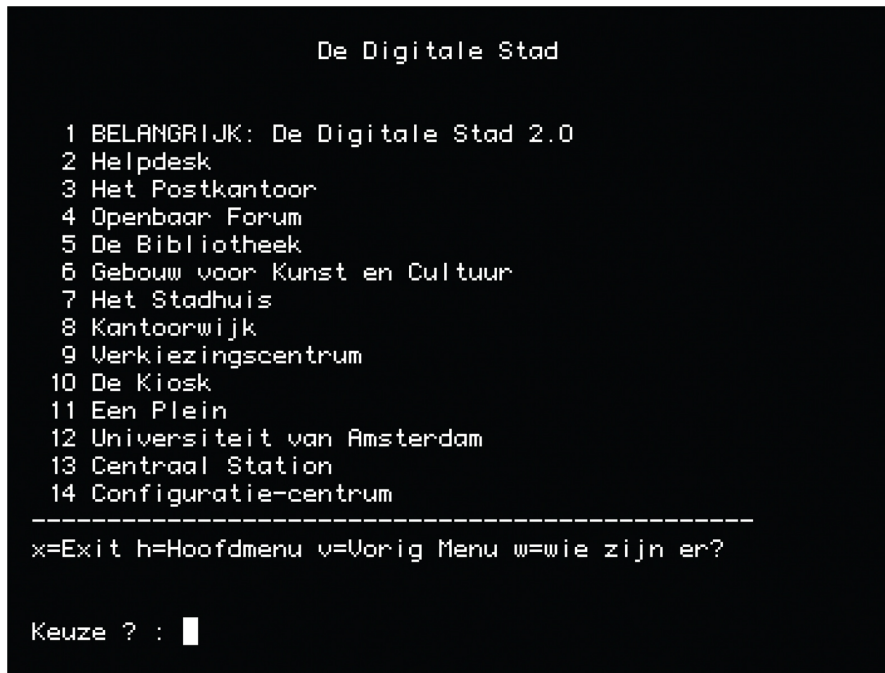 De Digitale Stad
1 BELANGRIJK: De Digitale Stad 2.0
2 Helpdesk
3 Het Postkantoor
4 Openbaar Forum
5 De Bibliotheek
6 Gebouw voor Kunst en Cultuur
7 Het Stadhuis
8 Kantoorwijk
9 Verkiezingscentrum
10 De Kiosk
11 Een Plein
12 Universiteit van Amsterdam
13 Centraal Station
14 Configuratie-centrum
------------------------------------------------
x=Exit h=Hoofdmenu v=Vorig Menu w=wie zijn er?
Keuze ? :